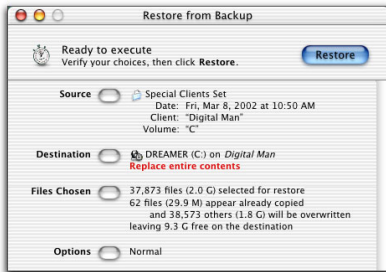 Restore from Backup
Ready to execute
Verify your choices, then click Restore.
Restore
Source
Special Clients Set
Date: Fri, Mar 8, 2002 at 10:50 AM
Client: "Digital Man"
Volume: "C"
Destination
DREAMER (C:) on Digital Man
Replace entire contents
Files Chosen
37,873 files (2.0 G) selected for restore
62 files (29.9 M) appear already copied
and 38,573 others (1.8 G) will be overwritten
leaving 9.3 G free on the destination
Options
Normal